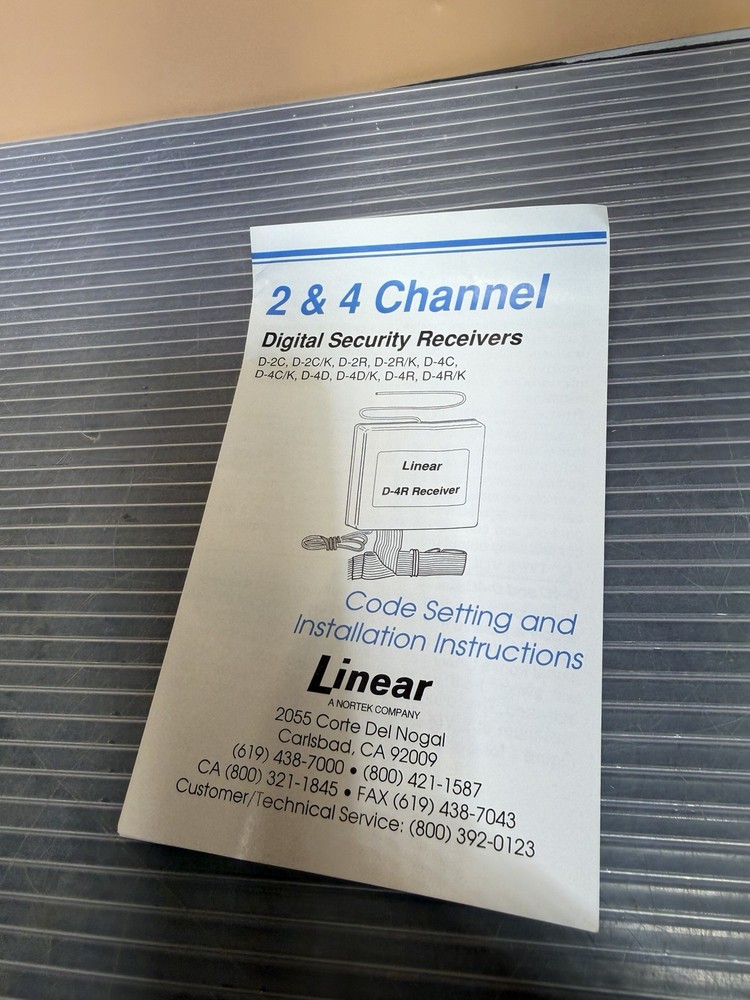 2 & 4 Channel
Digital Security Receivers
D-2C, D-2C/K, D-2R, D-2R/K, D-4C,
D-4C/K, D-4D, D-4D/K, D-4R, D-4R/K
Linear
D-4R Receiver
Code Setting and
Installation Instructions
Linear
A NORTEK COMPANY
2055 Corte Del Nogal
Carlsbad, CA 92009
(619) 438-7000 • (800) 421-1587
CA (800) 321-1845 • FAX (619) 438-7043
Customer/Technical Service: (800) 392-0123